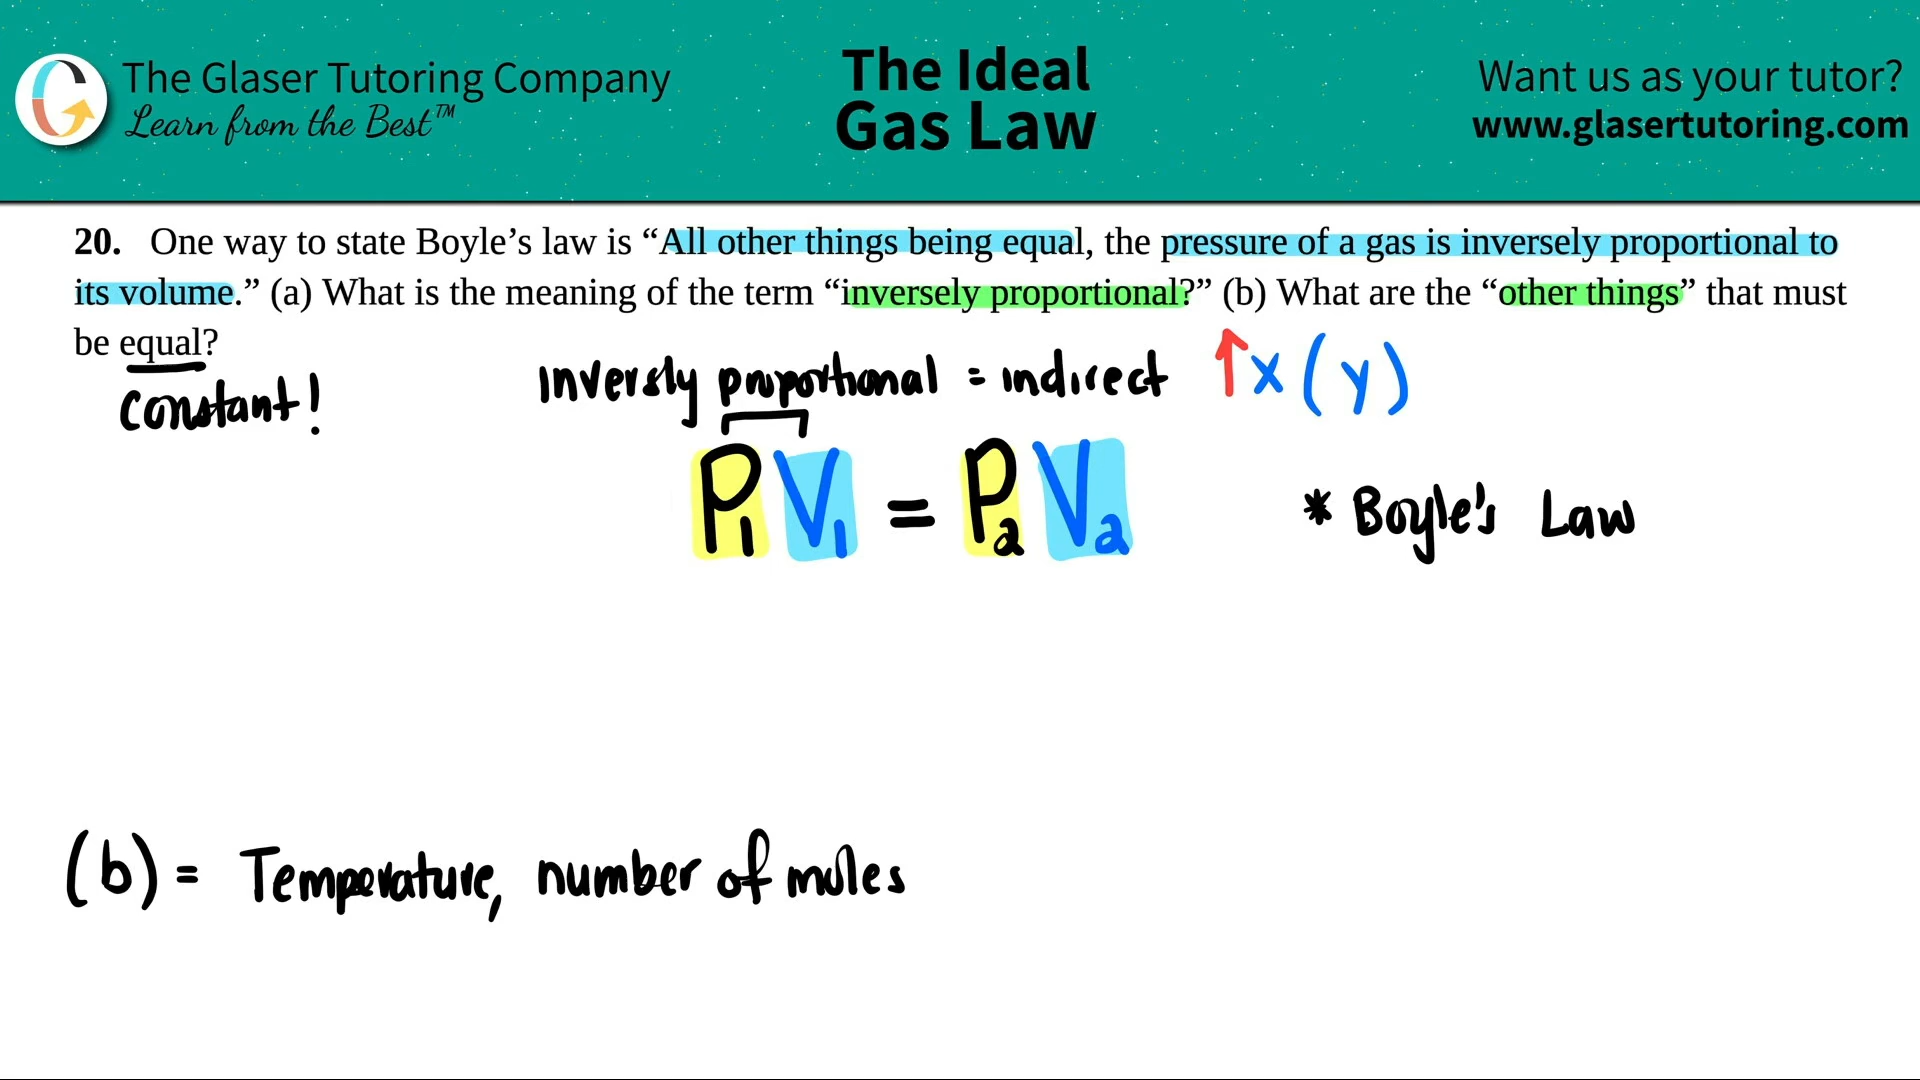 The Glaser Tutoring Company
Learn from the Best™
The Ideal
Gas Law
Want us as your tutor?
www.glasertutoring.com
20. One way to state Boyle’s law is “All other things being equal, the pressure of a gas is inversely proportional to
its volume.” (a) What is the meaning of the term “inversely proportional?” (b) What are the “other things” that must
be equal?
constant!
Inversly proportional = indirect ↑x(y)
P₁V₁ = P₂V₂
* Boyle's Law
(b) = Temperature, number of moles